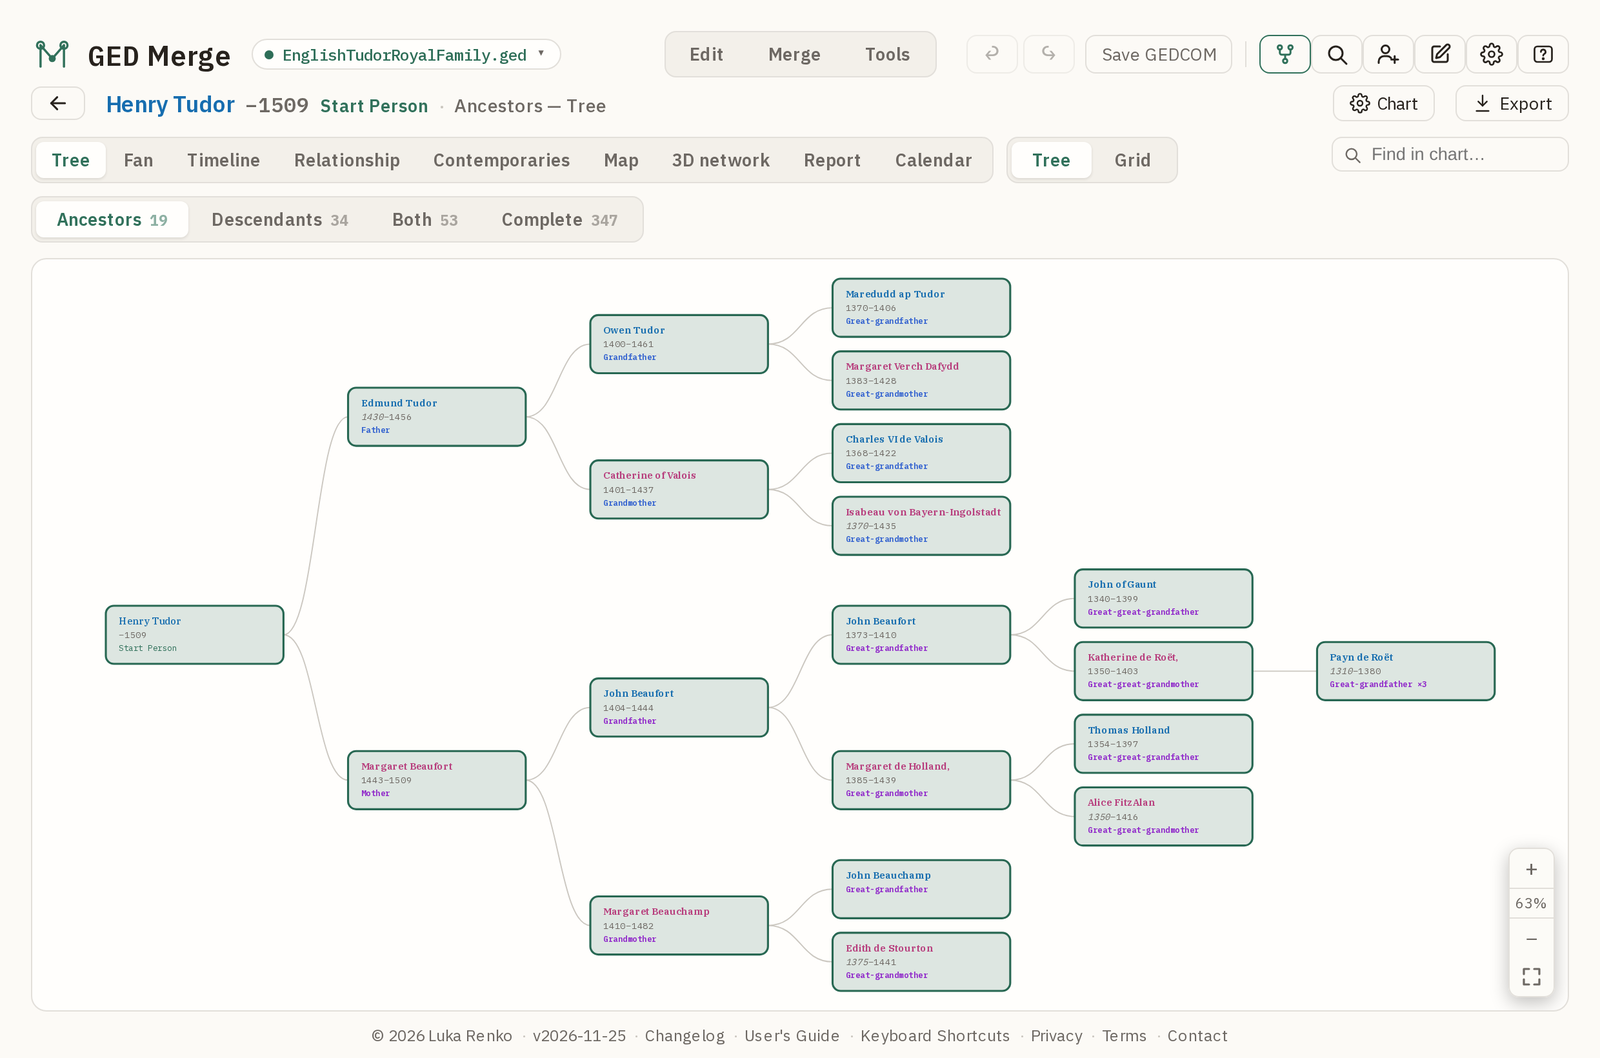 GED Merge
EnglishTudorRoyalFamily.ged ▾
Edit Merge Tools
Save GEDCOM
Henry Tudor –1509 Start Person · Ancestors — Tree
Chart
Export
Tree Fan Timeline Relationship Contemporaries Map 3D network Report Calendar
Tree Grid
Find in chart…
Ancestors 19 Descendants 34 Both 53 Complete 347
Henry Tudor
–1509
Start Person
Edmund Tudor
1430–1456
Father
Margaret Beaufort
1443–1509
Mother
Owen Tudor
1400–1461
Grandfather
Catherine of Valois
1401–1437
Grandmother
John Beaufort
1404–1444
Grandfather
Margaret Beauchamp
1410–1482
Grandmother
Maredudd ap Tudor
1370–1406
Great-grandfather
Margaret Verch Dafydd
1383–1428
Great-grandmother
Charles VI de Valois
1368–1422
Great-grandfather
Isabeau von Bayern-Ingolstadt
1370–1435
Great-grandmother
John Beaufort
1373–1410
Great-grandfather
Margaret de Holland,
1385–1439
Great-grandmother
John Beauchamp
Great-grandfather
Edith de Stourton
1375–1441
Great-grandmother
John of Gaunt
1340–1399
Great-great-grandfather
Katherine de Roët,
1350–1403
Great-great-grandmother
Thomas Holland
1354–1397
Great-great-grandfather
Alice FitzAlan
1350–1416
Great-great-grandmother
Payn de Roët
1310–1380
Great-grandfather ×3
+
63%
−
© 2026 Luka Renko · v2026-11-25 · Changelog · User's Guide · Keyboard Shortcuts · Privacy · Terms · Contact